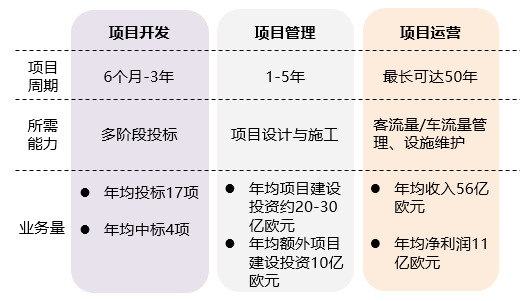 项目开发 项目管理 项目运营
项目
周期
6个月-3年 1-5年 最长可达50年
所需
能力
多阶段投标 项目设计与施工
客流量/车流量管
理、设施维护
业务量
● 年均投标17项
● 年均中标4项
● 年均项目建设
投资约20-30
亿欧元
● 年均额外项目
建设投资10亿
欧元
● 年均收入56亿
欧元
● 年均净利润11
亿欧元